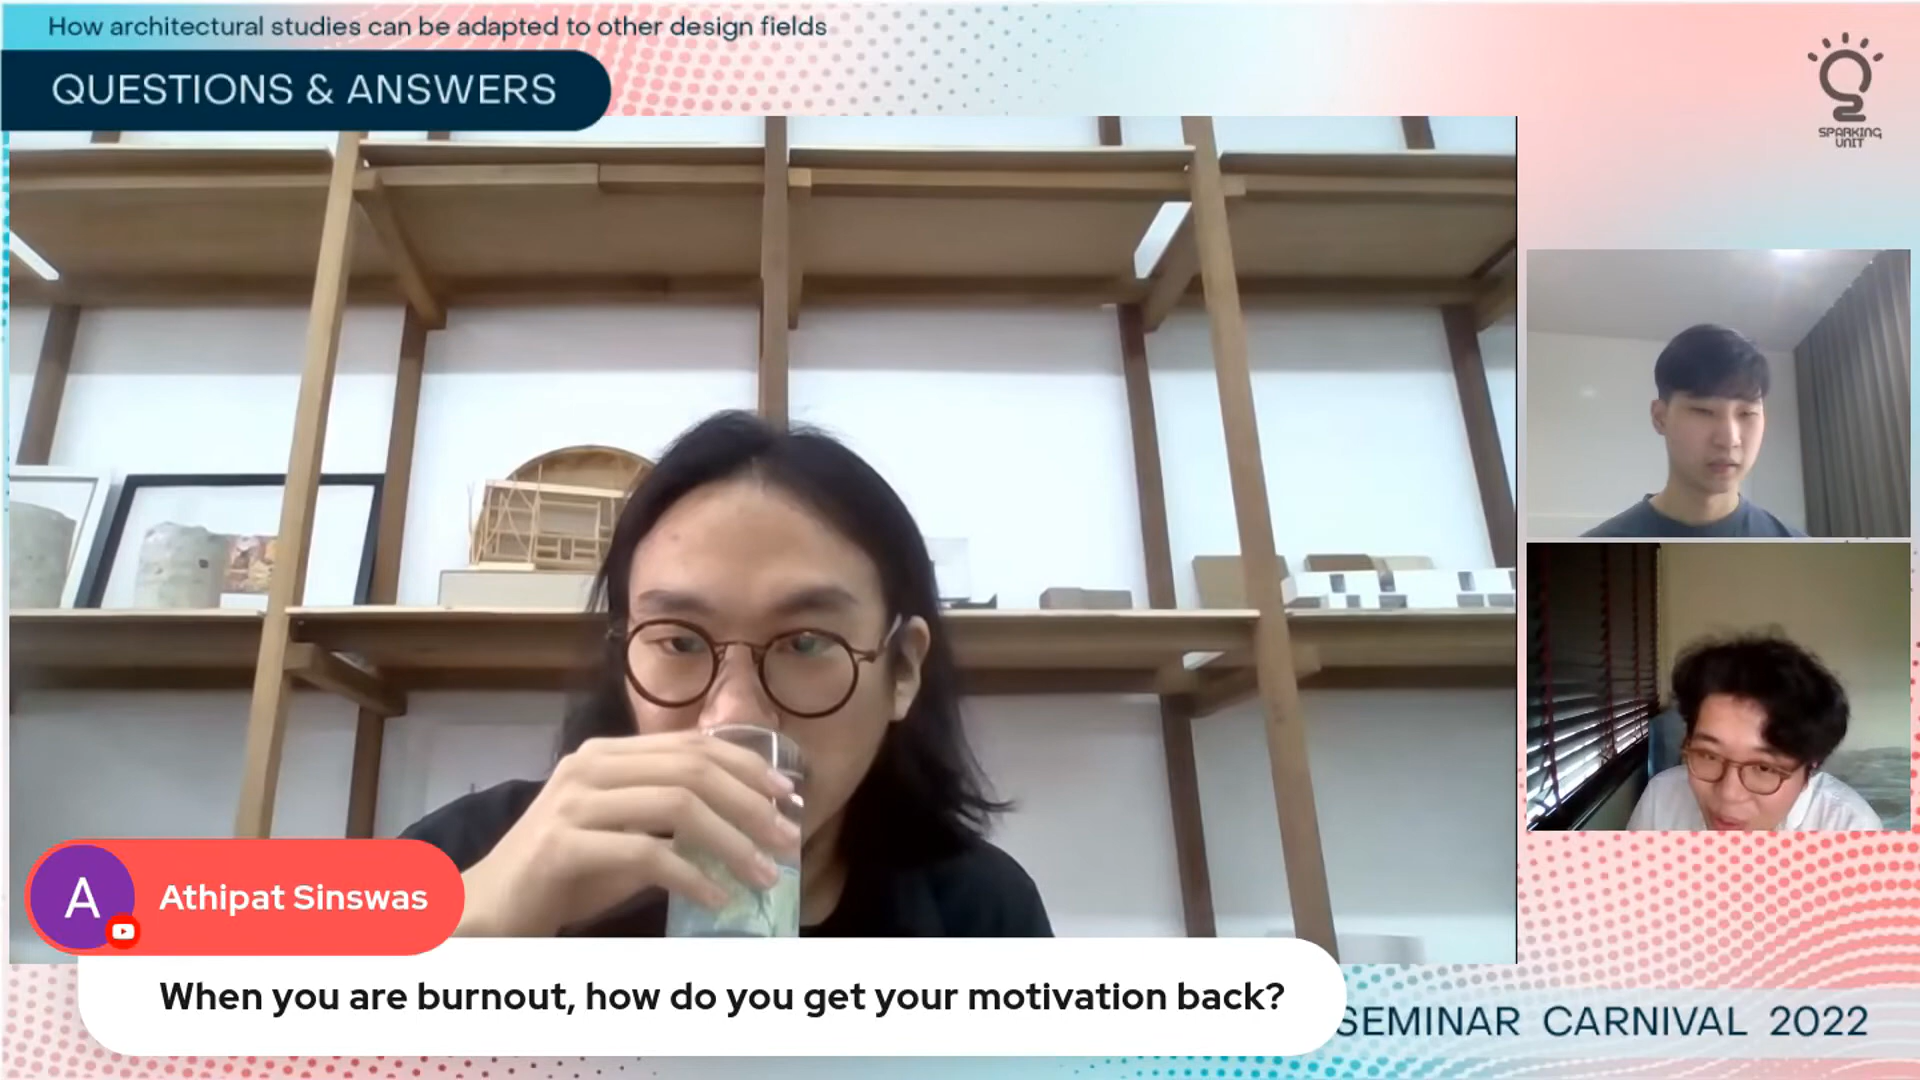 How architectural studies can be adapted to other design fields
QUESTIONS & ANSWERS
SPARKING
UNIT
A
Athipat Sinswas
When you are burnout, how do you get your motivation back?
SEMINAR CARNIVAL 2022